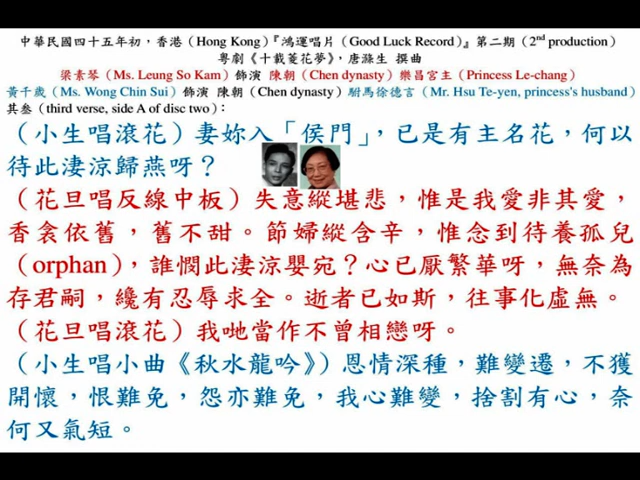 中華民國四十五年初，香港（Hong Kong）『鴻運唱片（Good Luck Record）』第二期（2nd production）
粵劇《十載菱花夢》，唐滌生 撰曲
梁素琴（Ms. Leung So Kam）飾演 陳朝（Chen dynasty）樂昌宮主（Princess Le-chang）
黃千歲（Ms. Wong Chin Sui）飾演 陳朝（Chen dynasty）駙馬徐德言（Mr. Hsu Te-yen, princess's husband）
其叁（third verse, side A of disc two）：
（小生唱滾花）妻妳入「侯門」，已是有主名花，何以
待此淒涼歸燕呀？
（花旦唱反線中板）失意縱堪悲，惟是我愛非其愛，
香衾依舊，舊不甜。節婦縱含辛，惟念到待養孤兒
（orphan），誰憫此淒涼嬰宛？心已厭繁華呀，無奈為
存君嗣，纔有忍辱求全。逝者已如斯，往事化虛無。
（花旦唱滾花）我哋當作不曾相戀呀。
（小生唱小曲《秋水龍吟》）恩情深種，難變遷，不獲
開懷，恨難免，怨亦難免，我心難變，捨割有心，奈
何又氣短。